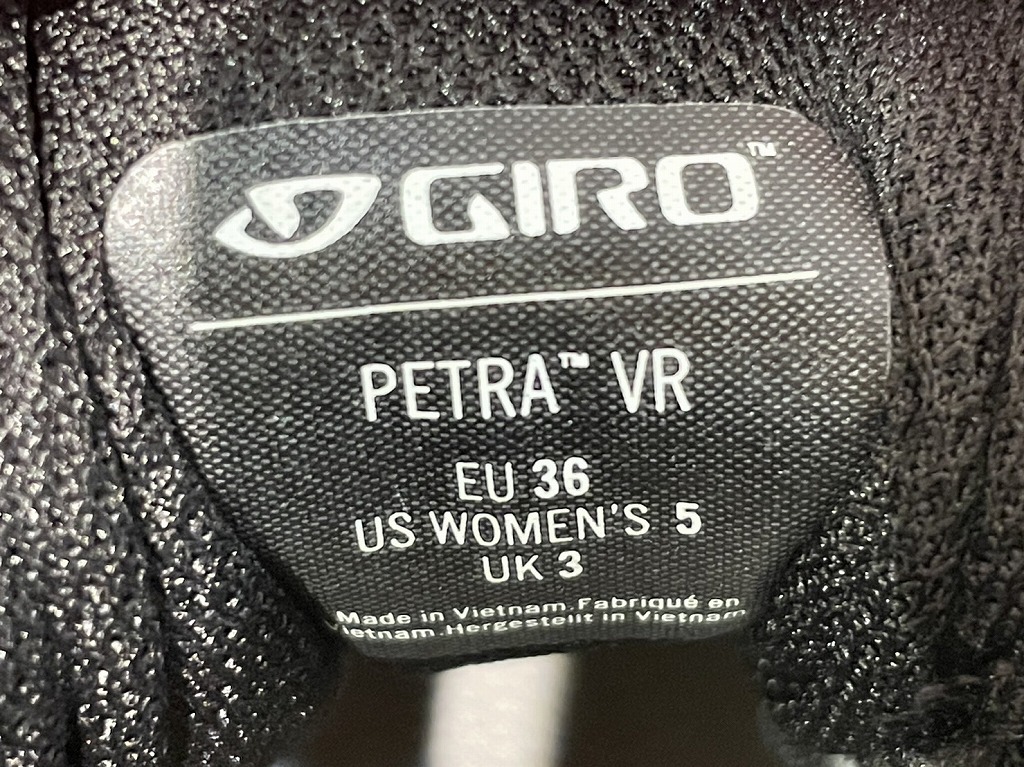 GIRO™
PETRA™ VR
EU 36
US WOMEN'S 5
UK 3
Made in Vietnam.Fabriqué en
Vietnam.Hergestellt in Vietnam